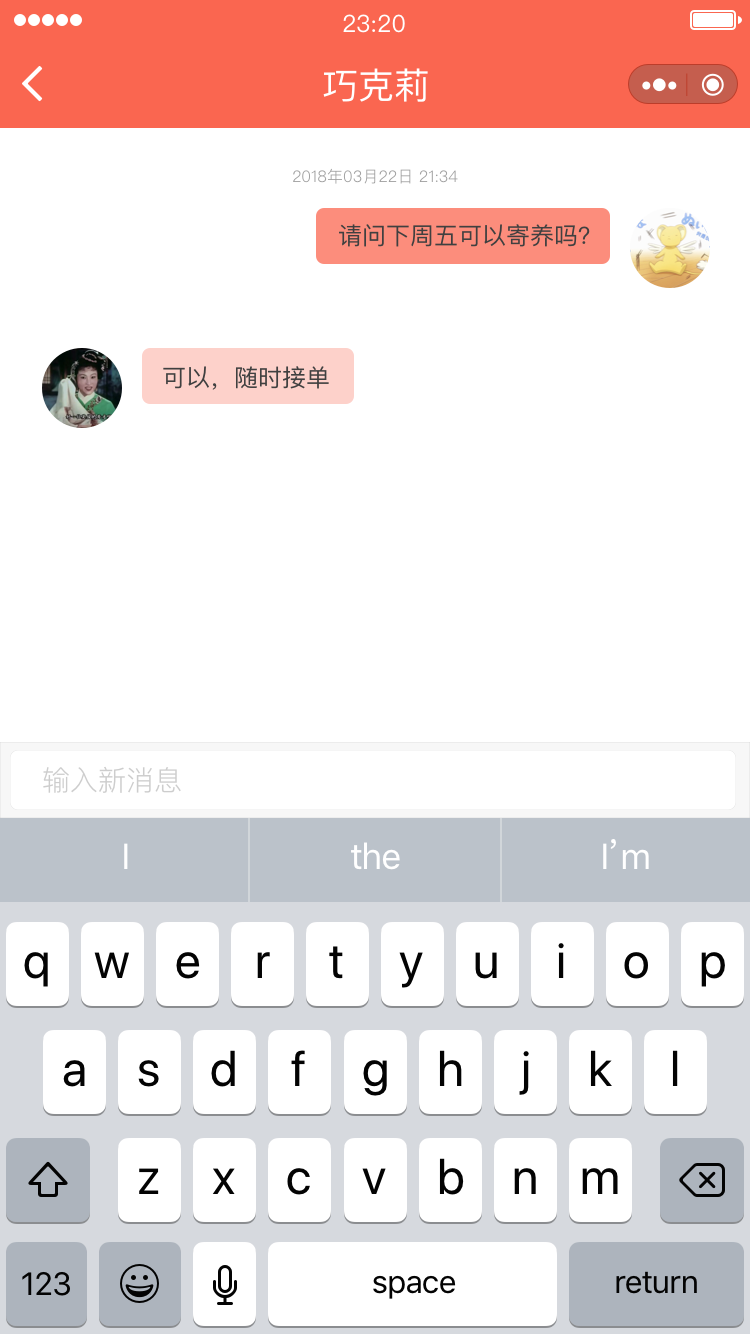 23:20
巧克莉
2018年03月22日 21:34
请问下周五可以寄养吗?
可以，随时接单
输入新消息
I the I’m
q w e r t y u i o p
a s d f g h j k l
z x c v b n m
123 space return